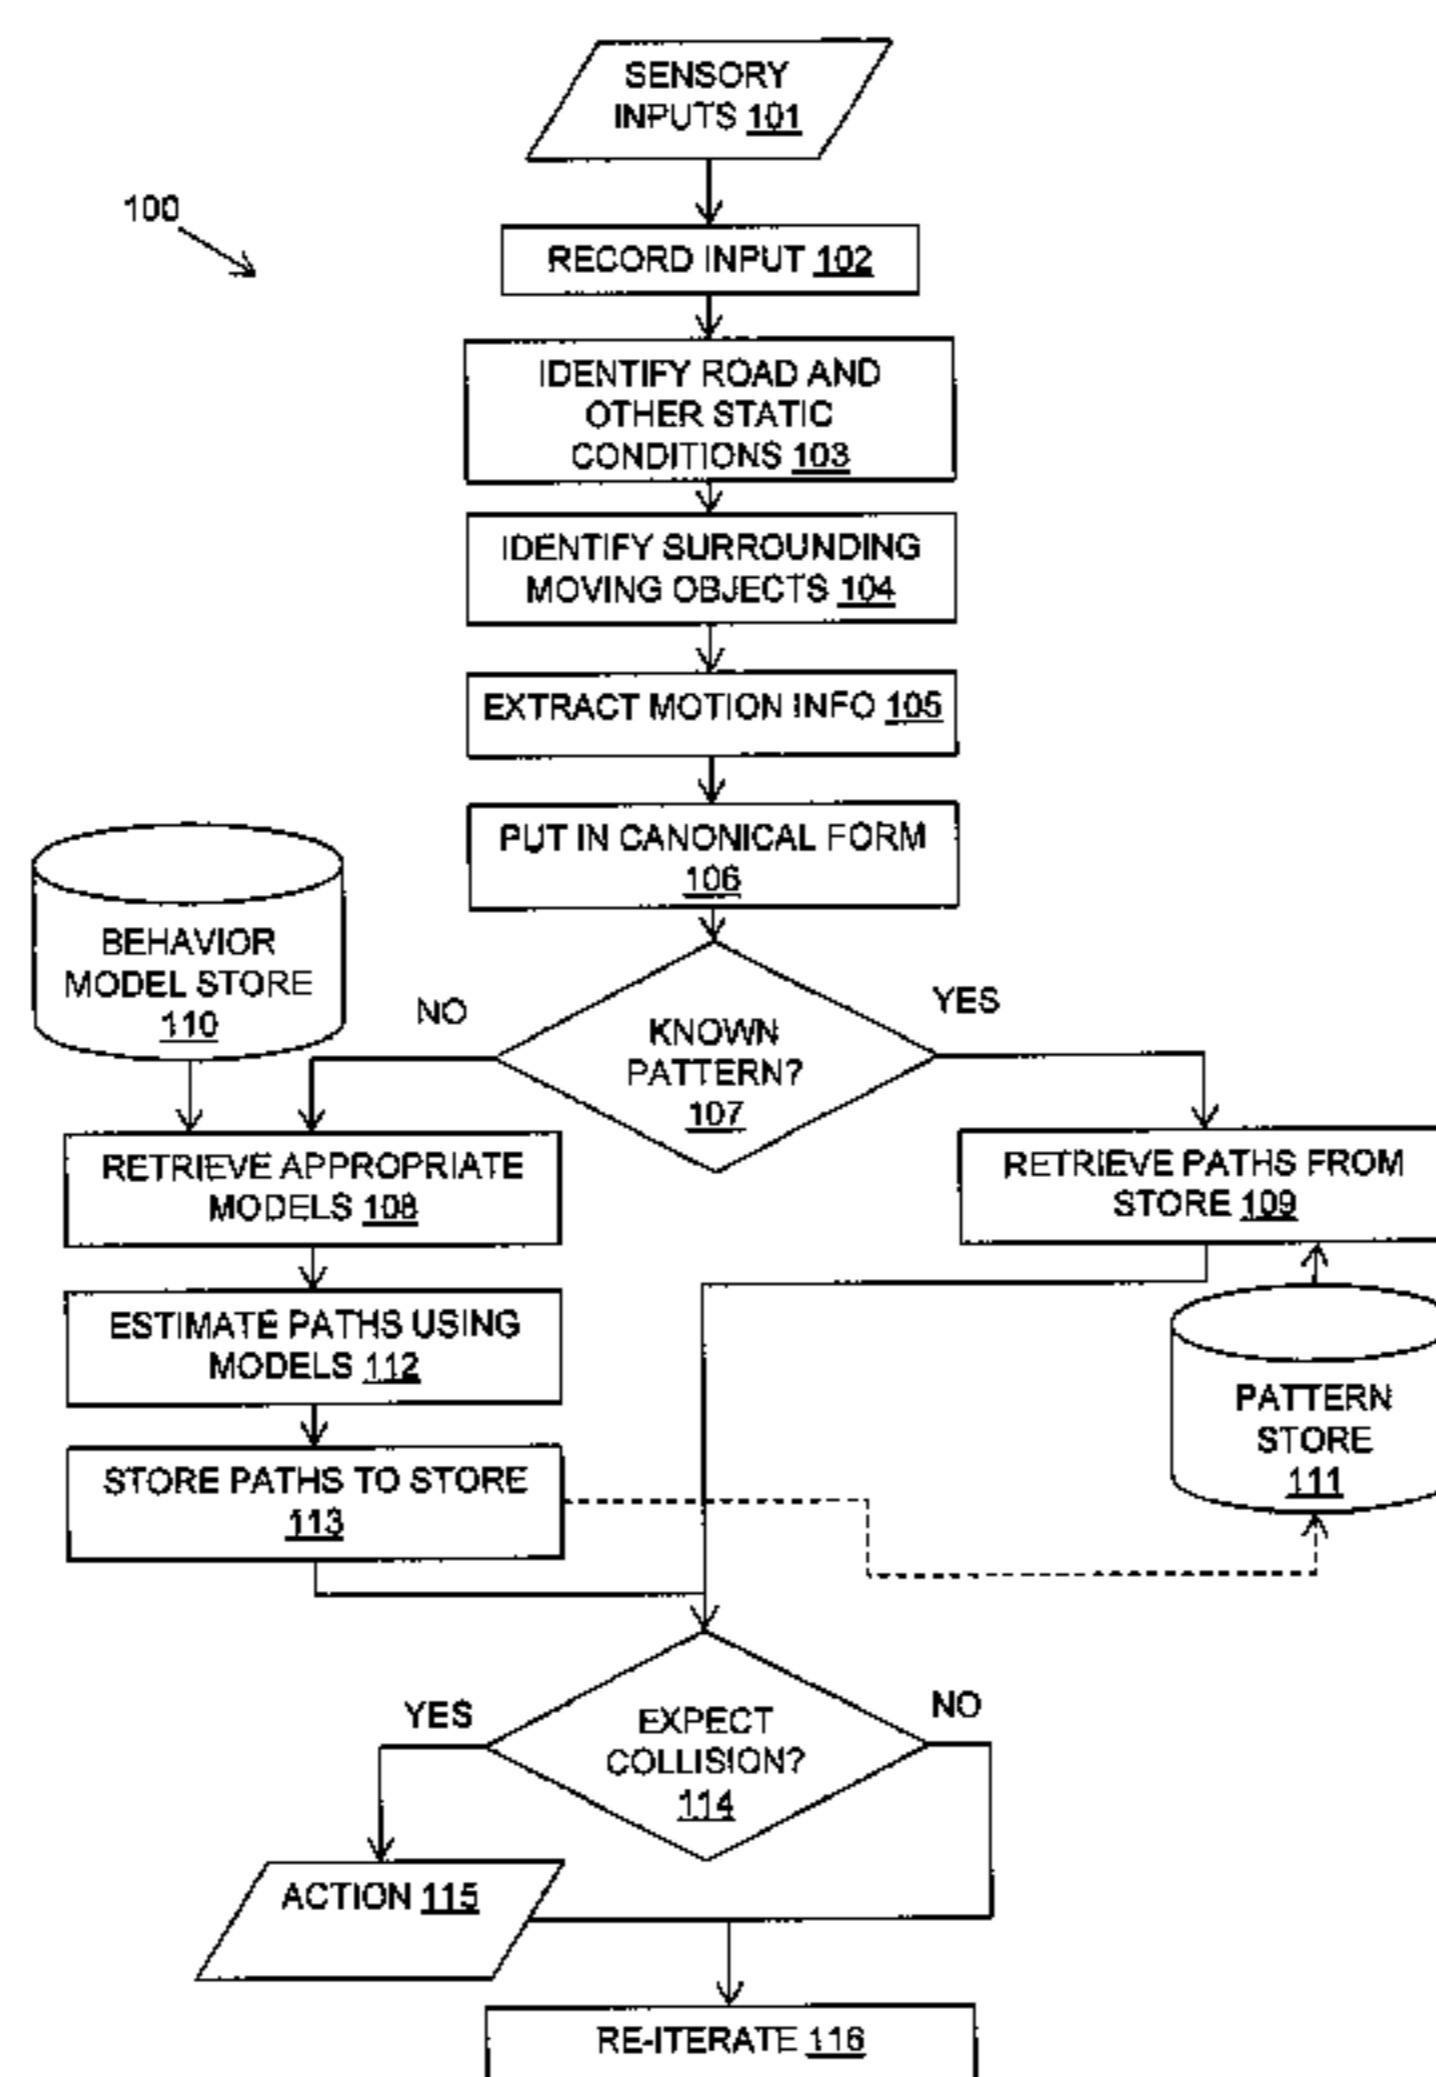 SENSORY
INPUTS 101
100
RECORD INPUT 102
IDENTIFY ROAD AND
OTHER STATIC
CONDITIONS 103
IDENTIFY SURROUNDING
MOVING OBJECTS 104
EXTRACT MOTION INFO 105
PUT IN CANONICAL FORM
106
BEHAVIOR
MODEL STORE
110
NO
KNOWN
PATTERN?
107
YES
RETRIEVE APPROPRIATE
MODELS 108
RETRIEVE PATHS FROM
STORE 109
ESTIMATE PATHS USING
MODELS 112
PATTERN
STORE
111
STORE PATHS TO STORE
113
YES
EXPECT
COLLISION?
114
NO
ACTION 115
RE-ITERATE 116